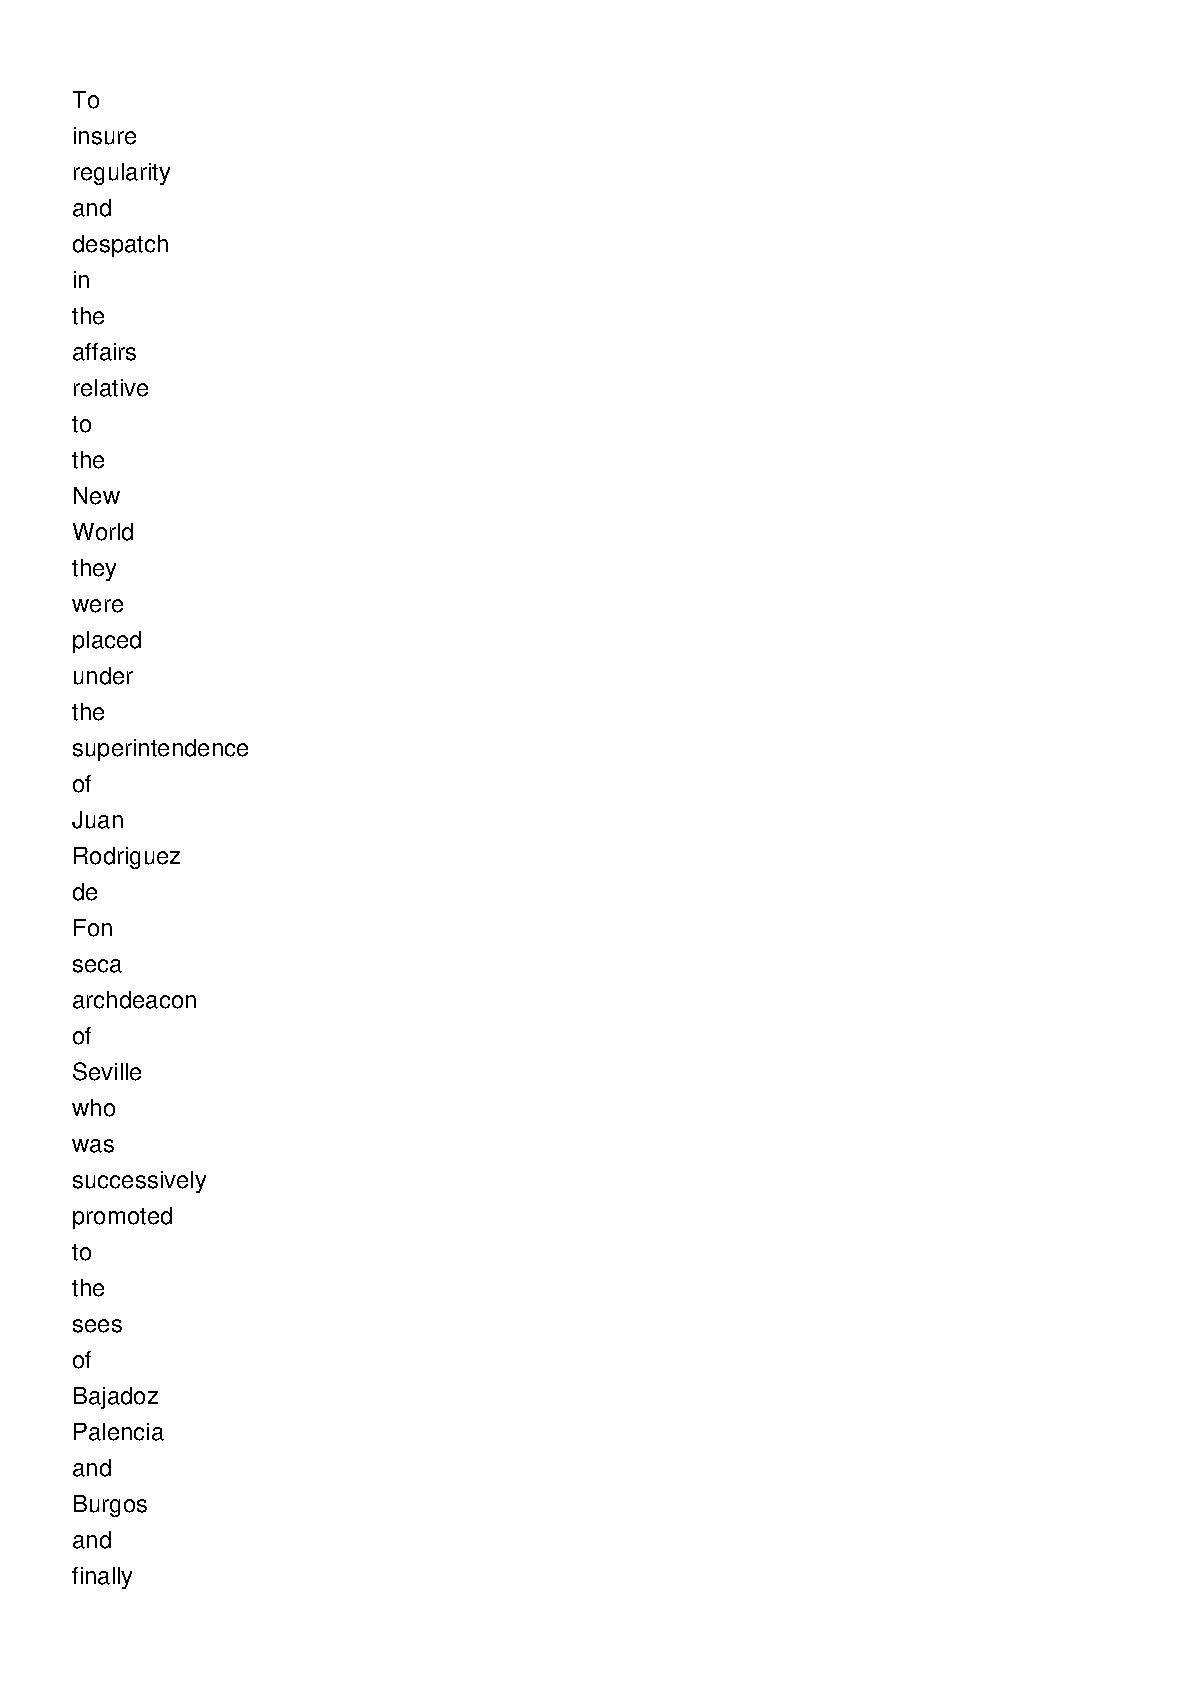 To
insure
regularity
and
despatch
in
the
affairs
relative
to
the
New
World
they
were
placed
under
the
superintendence
of
Juan
Rodriguez
de
Fon
seca
archdeacon
of
Seville
who
was
successively
promoted
to
the
sees
of
Bajadoz
Palencia
and
Burgos
and
finally